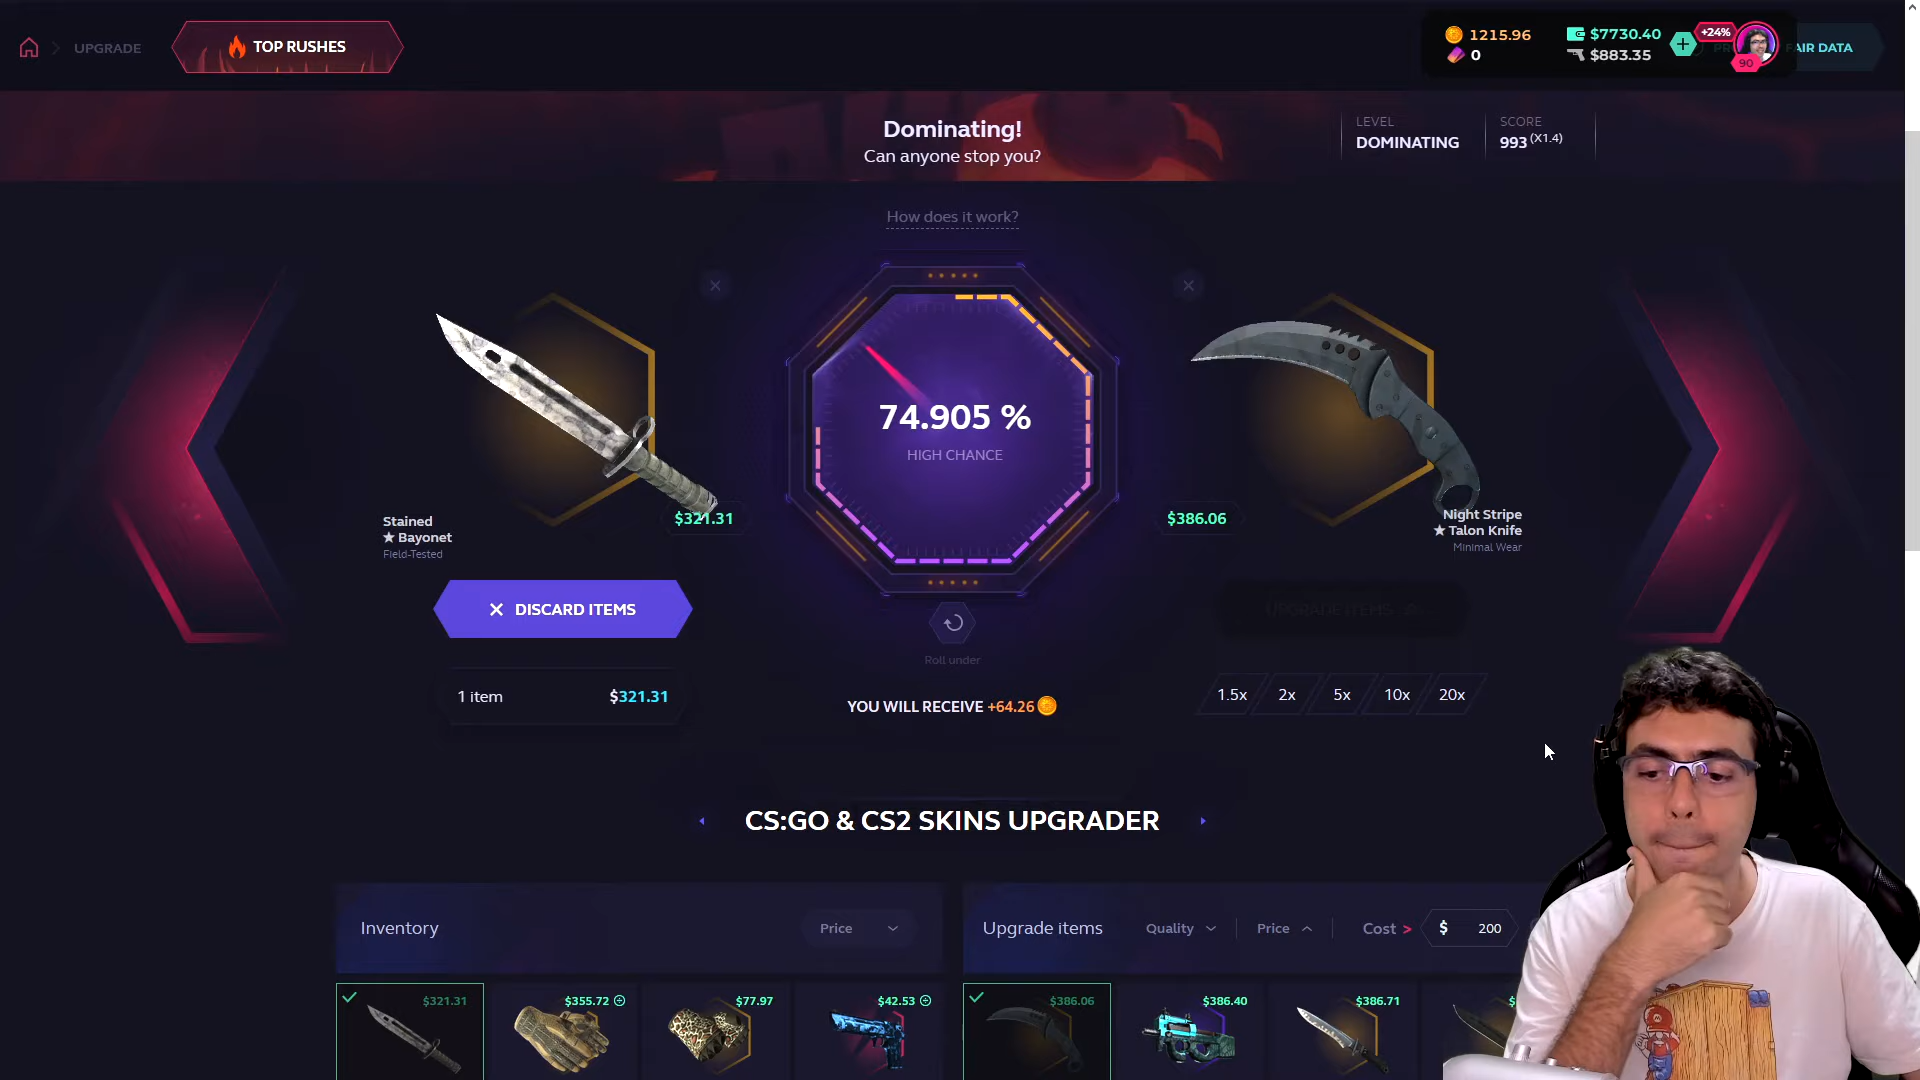 UPGRADE
TOP RUSHES
1215.96
0
$7730.40
$883.35
+24%
90
AIR DATA
Dominating!
Can anyone stop you?
LEVEL
DOMINATING
SCORE
993 (X1.4)
How does it work?
74.905 %
HIGH CHANCE
$321.31
Stained
★ Bayonet
Field-Tested
$386.06
Night Stripe
★ Talon Knife
Minimal Wear
DISCARD ITEMS
UPGRADE ITEMS
Roll under
1 item
$321.31
YOU WILL RECEIVE +64.26
1.5x
2x
5x
10x
20x
CS:GO & CS2 SKINS UPGRADER
Inventory
Price
Upgrade items
Quality
Price
Cost >
$ 200
$321.31
$355.72
$77.97
$42.53
$386.06
$386.40
$386.71